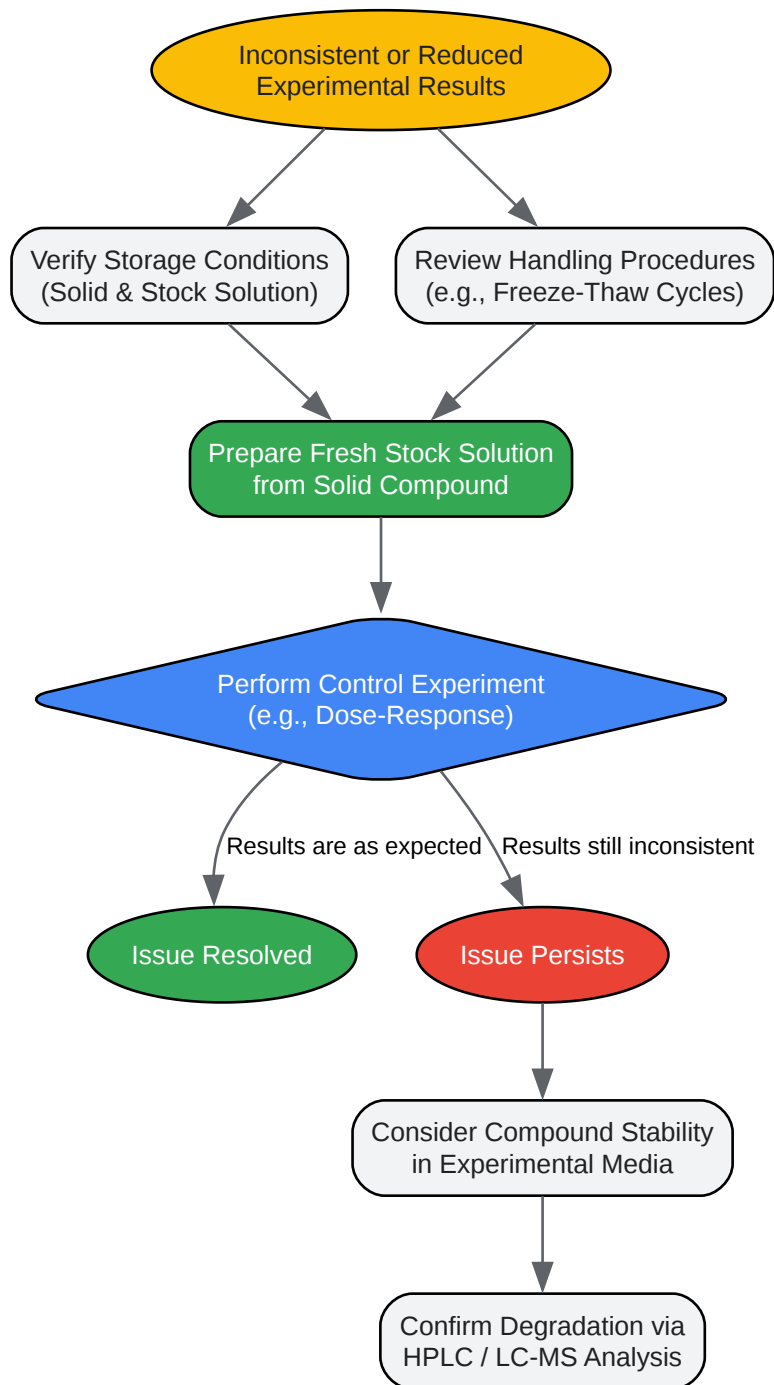 Inconsistent or Reduced
Experimental Results
Verify Storage Conditions
(Solid & Stock Solution)
Review Handling Procedures
(e.g., Freeze-Thaw Cycles)
Prepare Fresh Stock Solution
from Solid Compound
Perform Control Experiment
(e.g., Dose-Response)
Results are as expected
Results still inconsistent
Issue Resolved
Issue Persists
Consider Compound Stability
in Experimental Media
Confirm Degradation via
HPLC / LC-MS Analysis